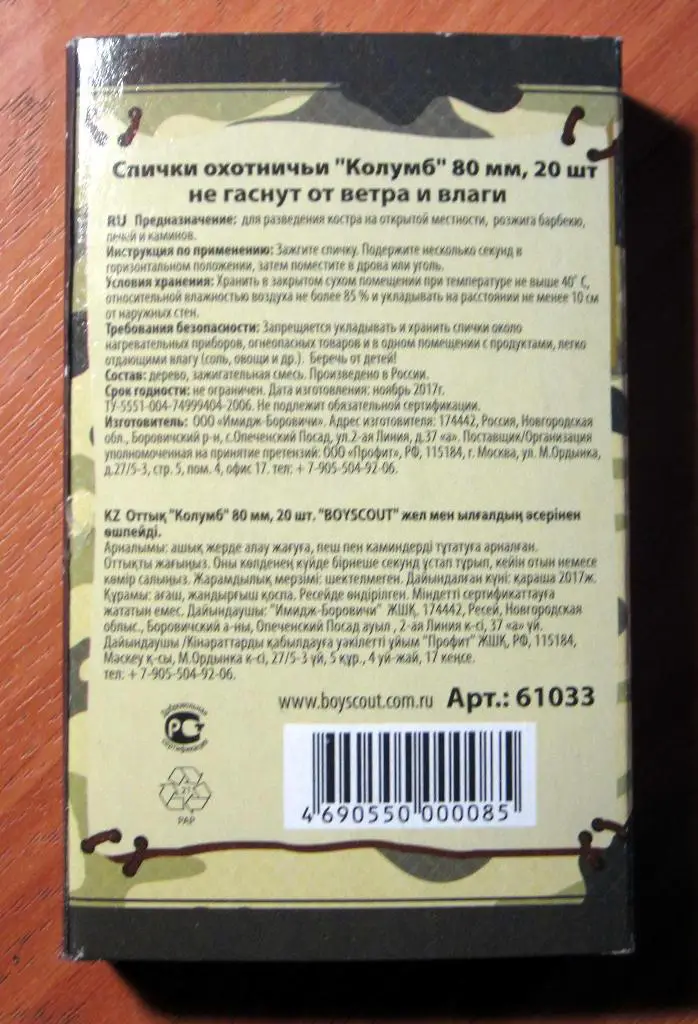 Спички охотничьи "Колумб" 80 мм, 20 шт
не гаснут от ветра и влаги
RU Предназначение: для разведения костра на открытой местности, розжига барбекю,
печей и каминов.
Инструкция по применению: Зажгите спичку. Подержите несколько секунд в
горизонтальном положении, затем поместите в дрова или уголь.
Условия хранения: Хранить в закрытом сухом помещении при температуре не выше 40° С,
относительной влажностью воздуха не более 85 % и укладывать на расстоянии не менее 10 см
от наружных стен.
Требования безопасности: Запрещается укладывать и хранить спички около
нагревательных приборов, огнеопасных товаров и в одном помещении с продуктами, легко
отдающими влагу (соль, овощи и др.). Беречь от детей!
Состав: дерево, зажигательная смесь. Произведено в России.
Срок годности: не ограничен. Дата изготовления: ноябрь 2017г.
ТУ-5551-004-74999404-2006. Не подлежит обязательной сертификации.
Изготовитель: ООО «Имидж-Боровичи». Адрес изготовителя: 174442, Россия, Новгородская
обл., Боровичский р-н, с.Опеченский Посад, ул.2-ая Линия, д.37 «а». Поставщик/Организация
уполномоченная на принятие претензий: ООО «Профит», РФ, 115184, г. Москва, ул. М.Ордынка,
д.27/5-3, стр. 5, пом. 4, офис 17. тел: + 7-905-504-92-06.
KZ Оттық "Колумб" 80 мм, 20 шт. "BOYSCOUT" жел мен ылғалдың әсерінен
өшпейді.
Арналымы: ашық жерде алау жағуға, пеш пен каминдерді тұтатуға арналған.
Оттықты жағыңыз. Оны көлденең күйде бірнеше секунд ұстап тұрып, кейін отын немесе
көмір салыңыз. Жарамдылық мерзімі: шектелмеген. Дайындалған күні: қараша 2017ж.
Құрамы: ағаш, жандырғыш қоспа. Ресейде өндірілген. Міндетті сертификаттауға
жататын емес. Дайындаушы: "Имидж-Боровичи" ЖШҚ, 174442, Ресей, Новгородская
облыс., Боровичский а-ны, Опеченский Посад ауыл , 2-ая Линия к-сі, 37 «а» үй.
Дайындаушы /Кінараттарды қабылдауға уәкілетті ұйым "Профит" ЖШҚ, РФ, 115184,
Мәскеу қ-сы, М.Ордынка к-сі, 27/5-3 үй, 5 құр., 4 үй-жай, 17 кеңсе.
тел: + 7-905-504-92-06.
www.boyscout.com.ru Арт.: 61033
Добровольная
РСТ
сертификация
21
PAP
4 690550 000085